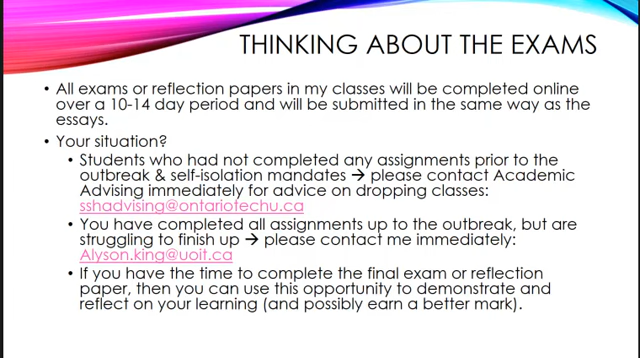 THINKING ABOUT THE EXAMS
• All exams or reflection papers in my classes will be completed online
over a 10-14 day period and will be submitted in the same way as the
essays.
• Your situation?
• Students who had not completed any assignments prior to the
outbreak & self-isolation mandates → please contact Academic
Advising immediately for advice on dropping classes:
sshadvising@ontariotechu.ca
• You have completed all assignments up to the outbreak, but are
struggling to finish up → please contact me immediately:
Alyson.king@uoit.ca
• If you have the time to complete the final exam or reflection
paper, then you can use this opportunity to demonstrate and
reflect on your learning (and possibly earn a better mark).